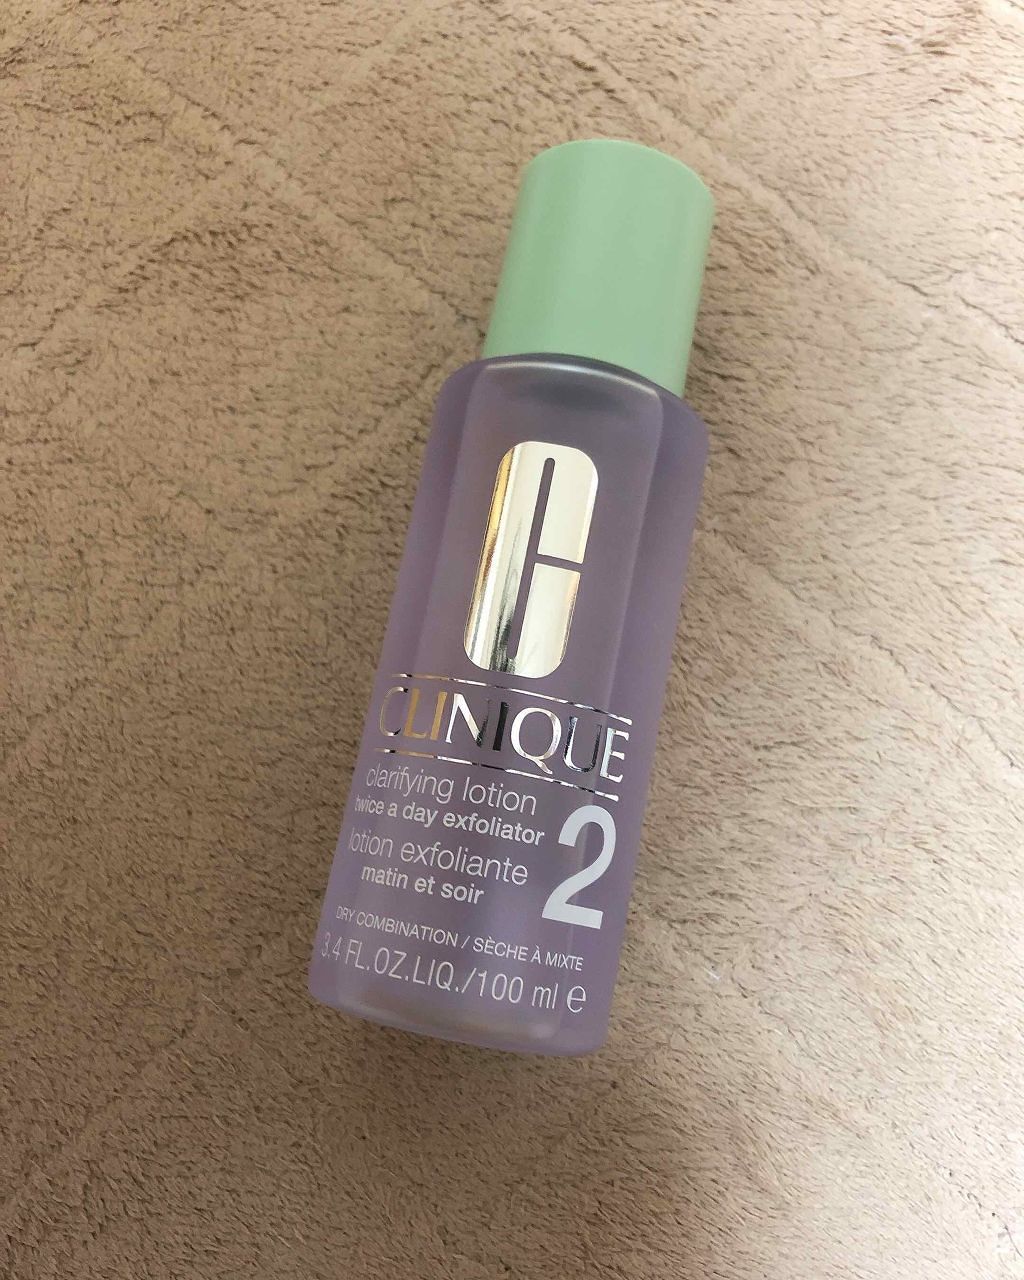 CLINIQUE
clarifying lotion
twice a day exfoliator
lotion exfoliante
matin et soir
2
DRY COMBINATION / SÈCHE À MIXTE
3.4 FL.OZ.LIQ./100 ml e